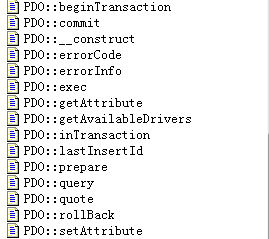 PDO::beginTransaction
PDO::commit
PDO::__construct
PDO::errorCode
PDO::errorInfo
PDO::exec
PDO::getAttribute
PDO::getAvailableDrivers
PDO::inTransaction
PDO::lastInsertId
PDO::prepare
PDO::query
PDO::quote
PDO::rollBack
PDO::setAttribute